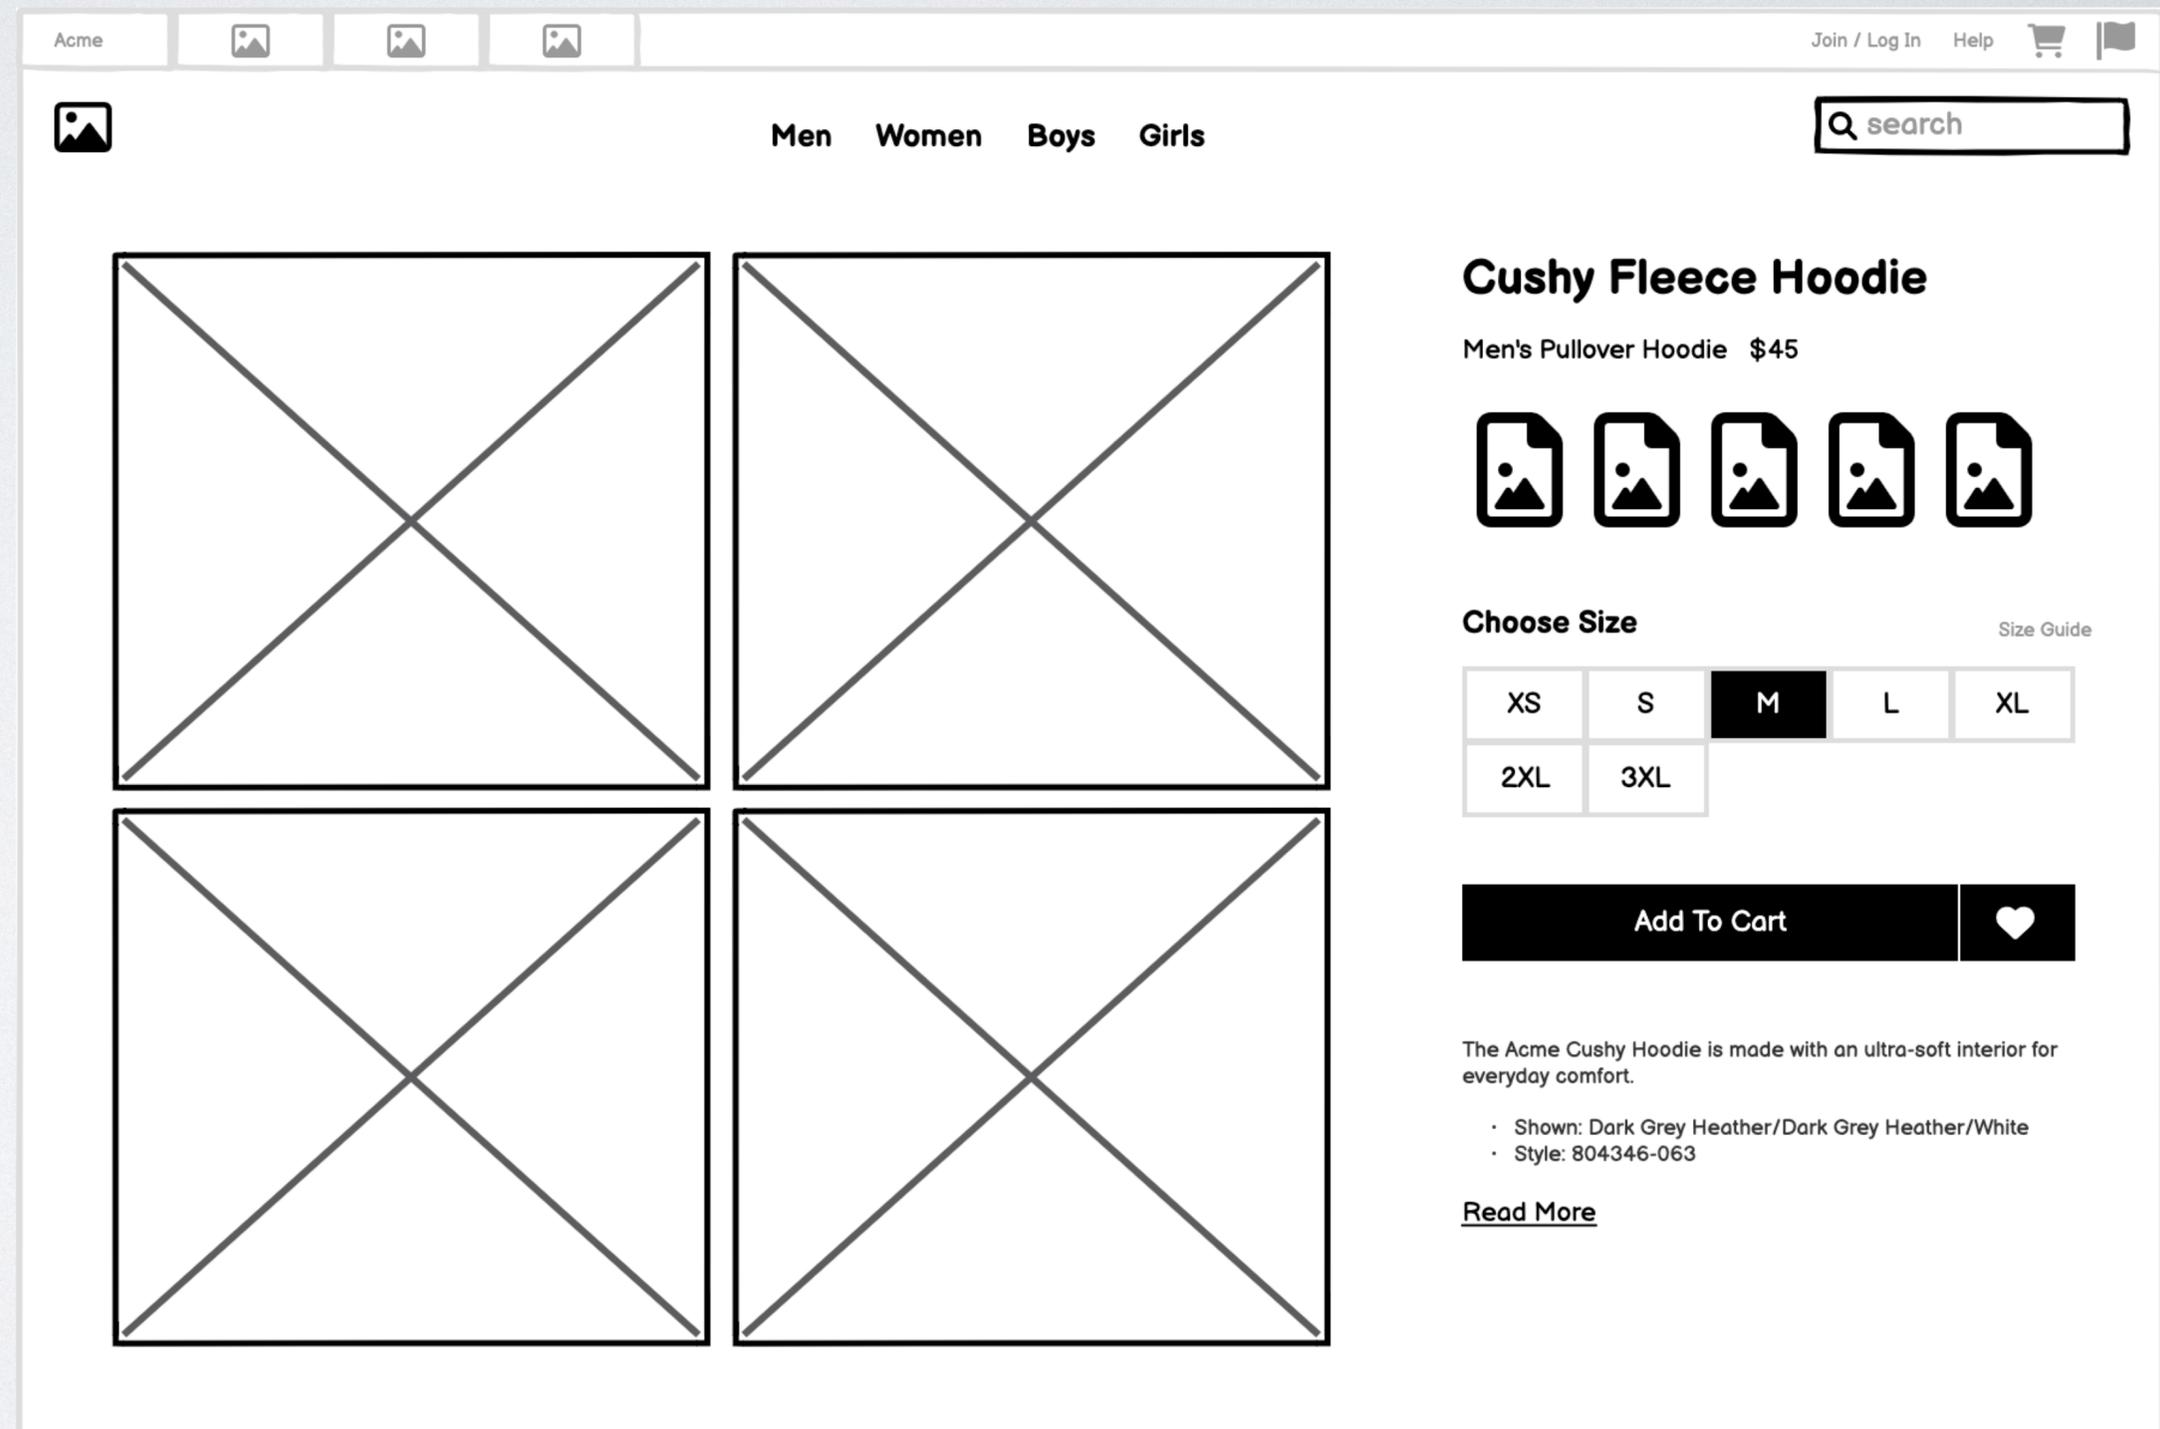 Acme
Join / Log In Help
Men Women Boys Girls
search
Cushy Fleece Hoodie
Men's Pullover Hoodie $45
Choose Size
Size Guide
XS S M L XL
2XL 3XL
Add To Cart
The Acme Cushy Hoodie is made with an ultra-soft interior for
everyday comfort.
· Shown: Dark Grey Heather/Dark Grey Heather/White
· Style: 804346-063
Read More